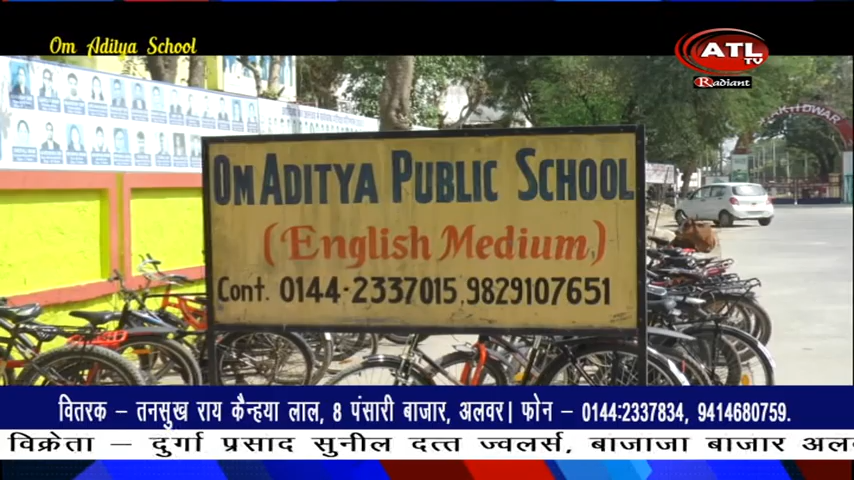 Om Aditya School
ATL
TV
Radiant
OM ADITYA PUBLIC SCHOOL
(English Medium,)
Cont. 0144-2337015,9829107651
वितरक – तनसुख राय कैन्हया लाल, 8 पंसारी बाजार, अलवर| फोन – 0144:2337834, 9414680759.
विक्रेता – दुर्गा प्रसाद सुनील दत्त ज्वलर्स, बाजाजा बाजार अल